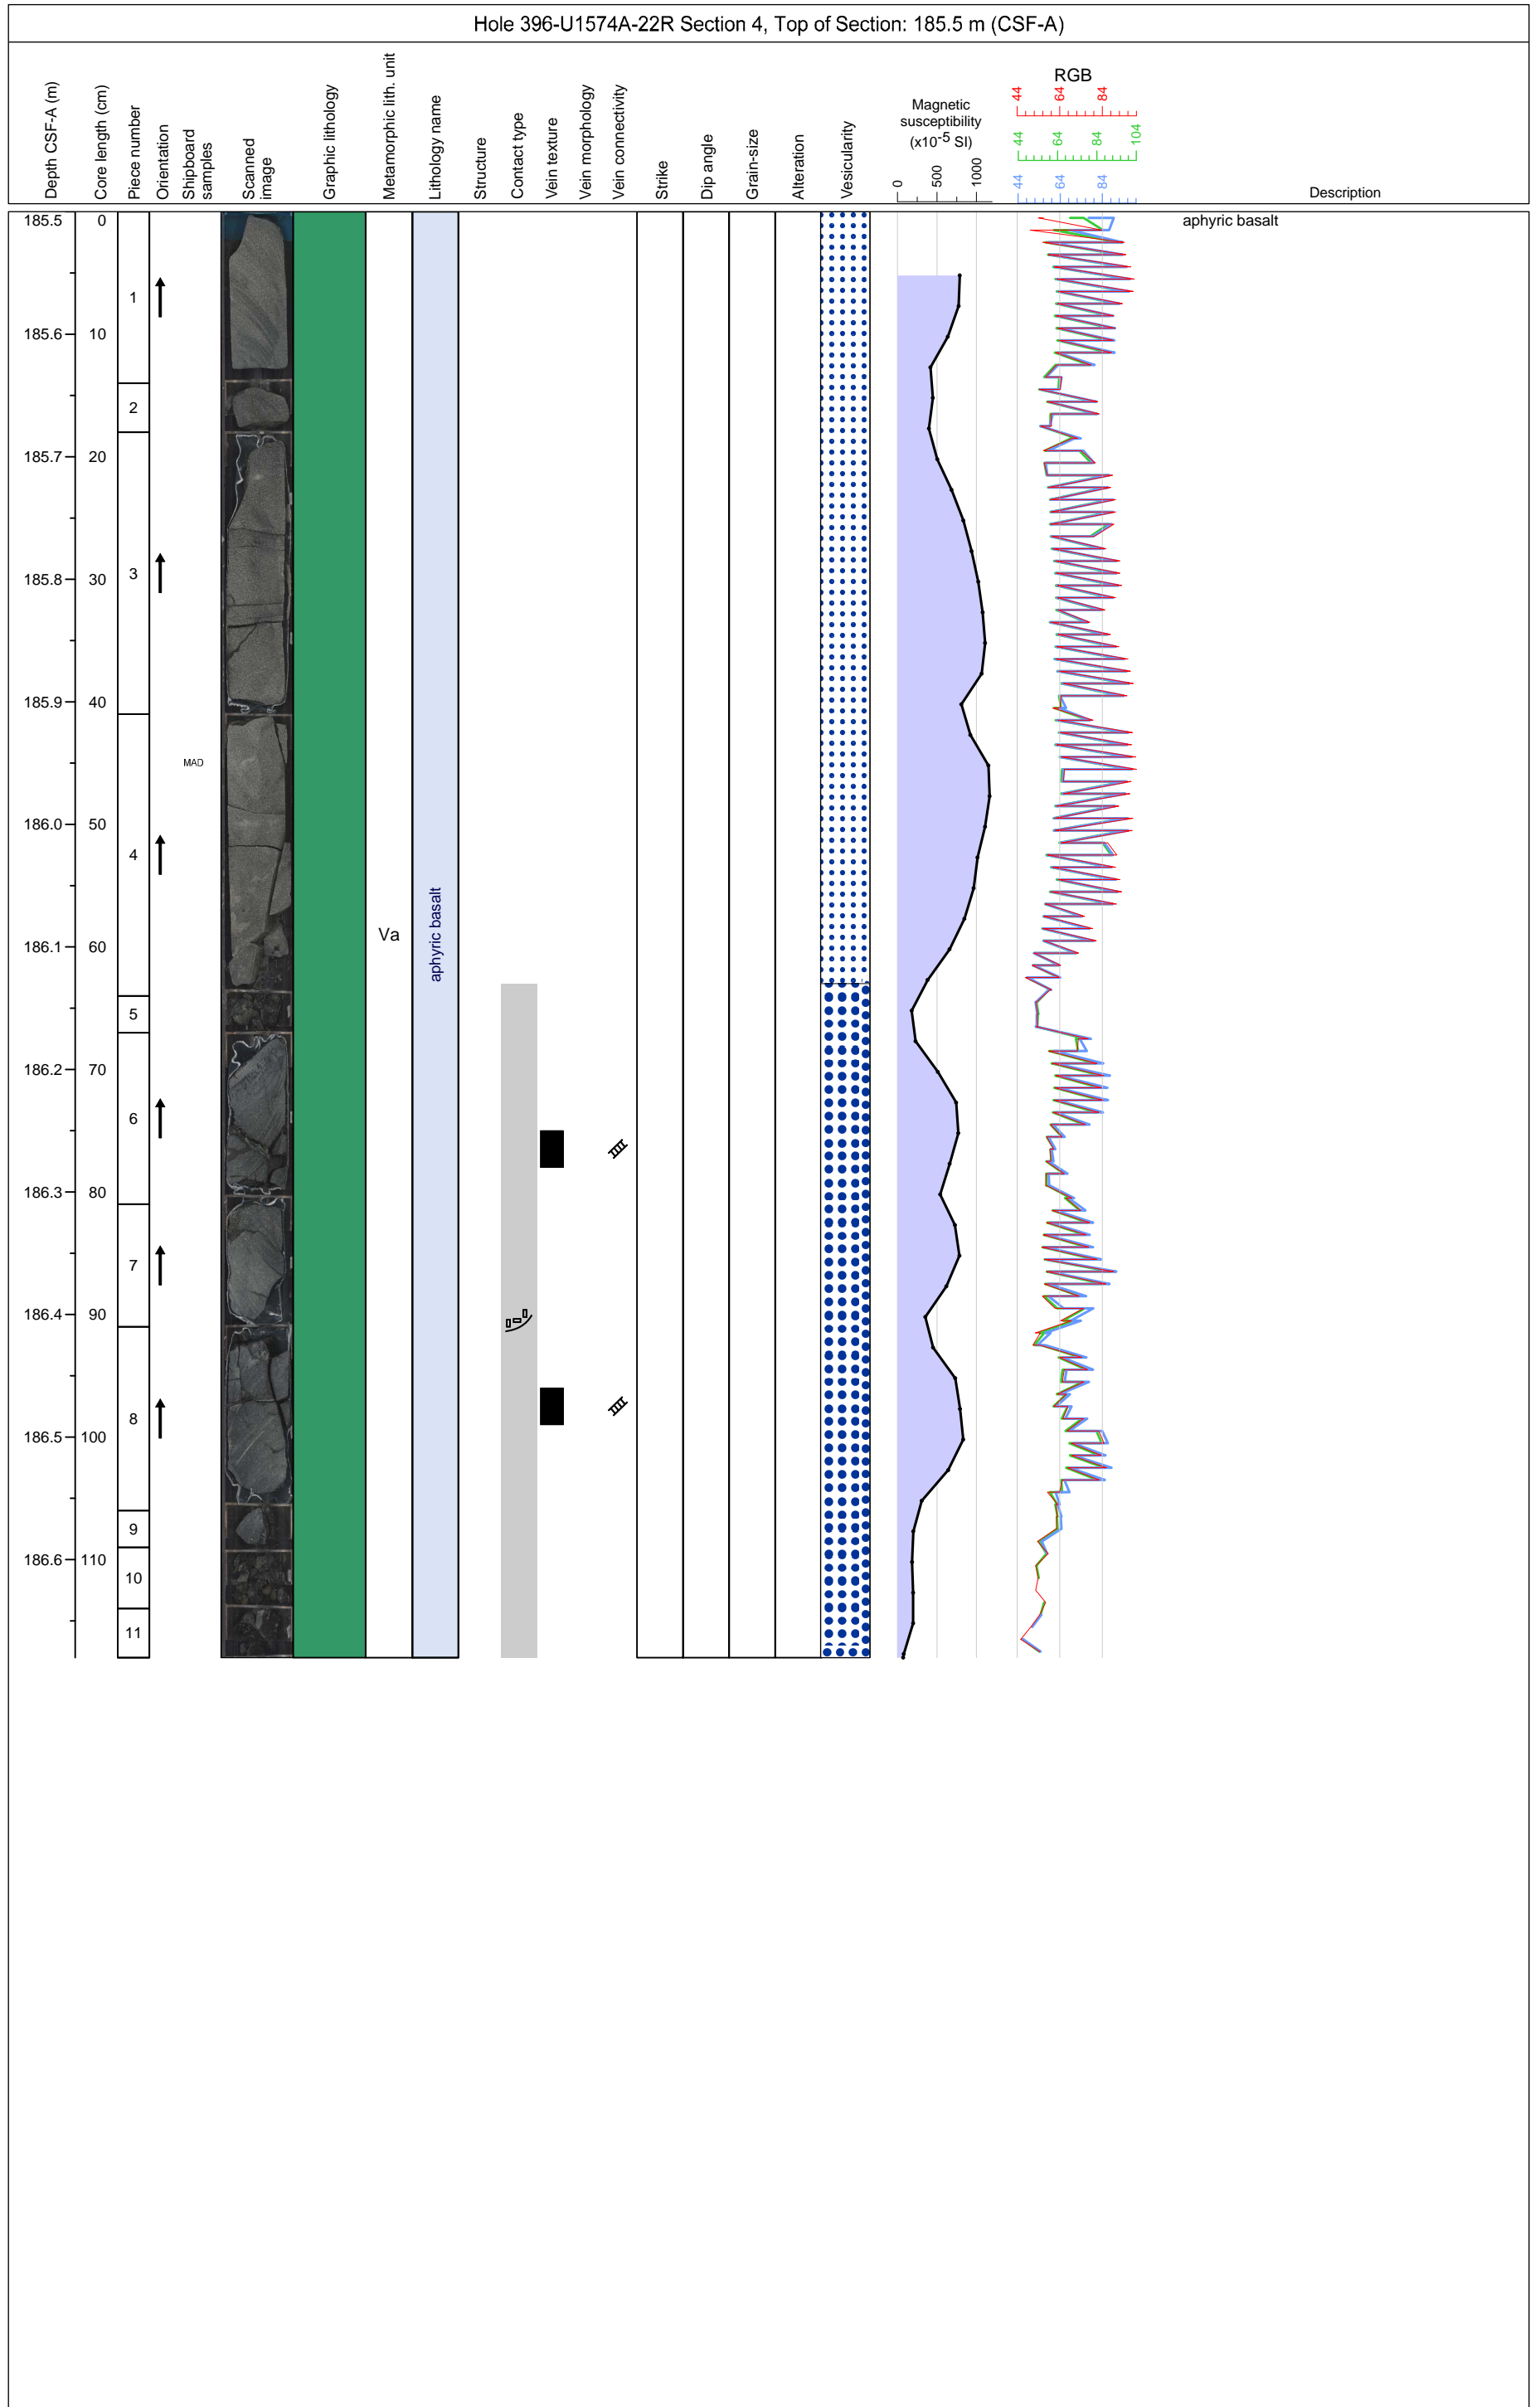 Hole 396-U1574A-22R Section 4, Top of Section: 185.5 m (CSF-A)
Depth CSF-A (m)
Core length (cm)
Piece number
Orientation
Shipboard
samples
Scanned
image
Graphic lithology
Metamorphic lith. unit
Lithology name
Structure
Contact type
Vein texture
Vein morphology
Vein connectivity
Strike
Dip angle
Grain-size
Alteration
Vesicularity
Magnetic
susceptibility
(x10-5 SI)
0 500 1000
RGB
44 64 84
44 64 84 104
44 64 84
Description
185.5 0
aphyric basalt
1
185.6 10
2
185.7 20
3
185.8 30
185.9 40
MAD
186.0 50
4
Va
aphyric basalt
186.1 60
5
186.2 70
6
186.3 80
7
186.4 90
8
186.5 100
9
186.6 110
10
11